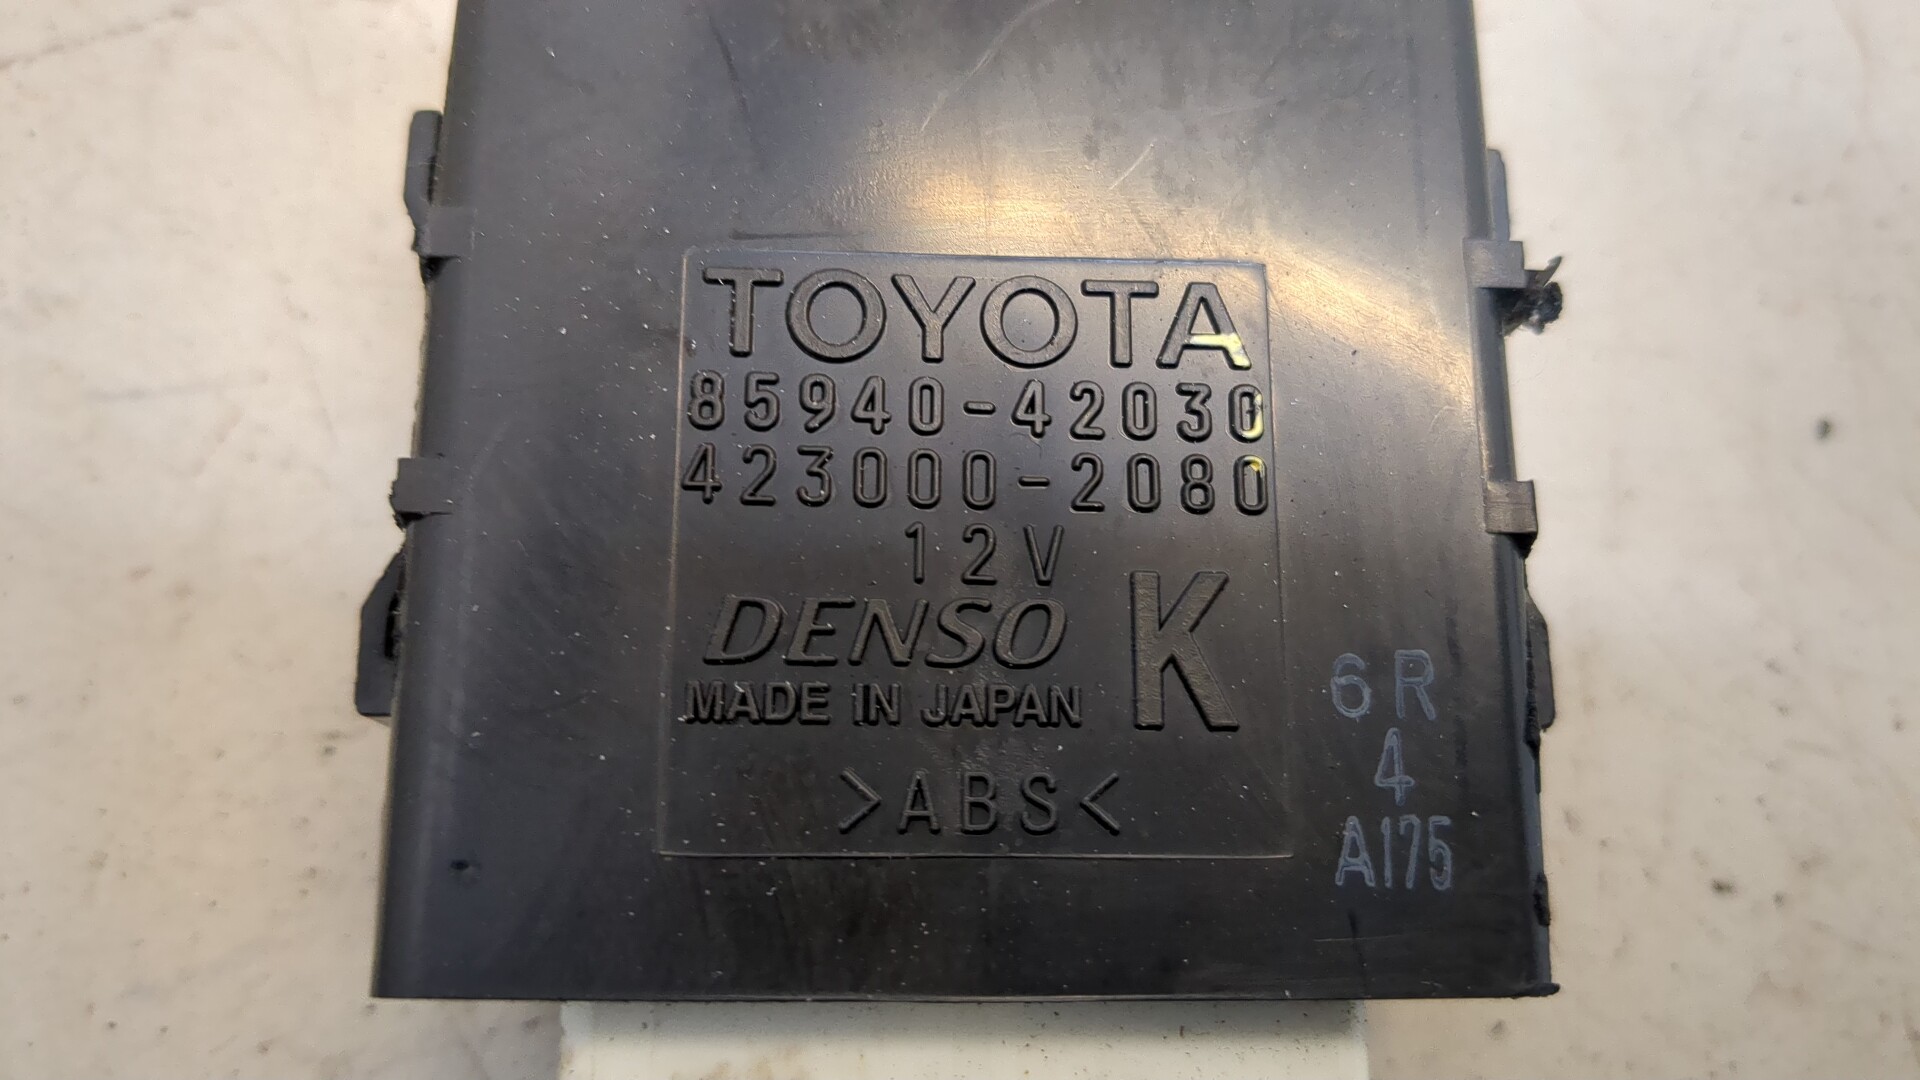 TOYOTA
85940-42030
423000-2080
12V
DENSO K
MADE IN JAPAN
>ABS<
6R
4
A175